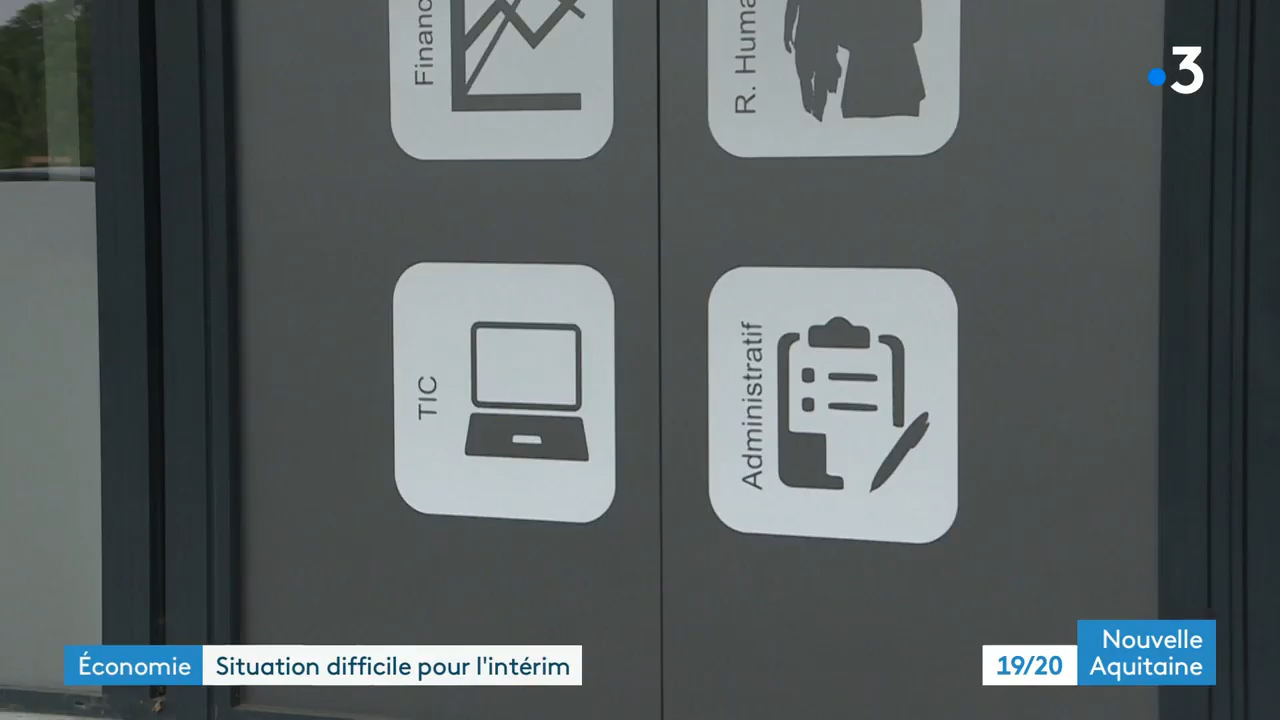 Financ
R. Huma
3
TIC
Administratif
Économie
Situation difficile pour l'intérim
19/20
Nouvelle
Aquitaine